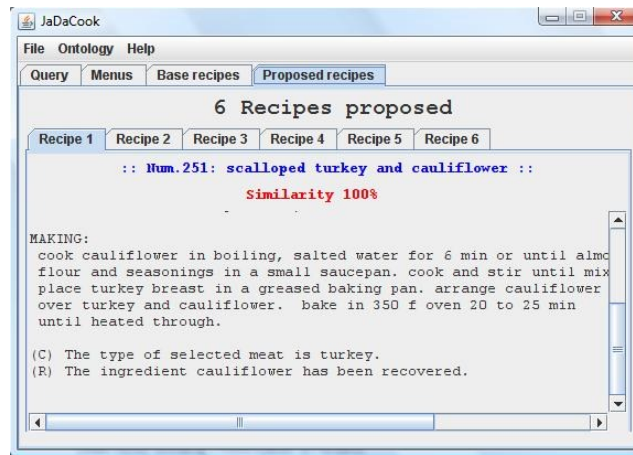 JaDaCook
File Ontology Help
Query Menus Base recipes Proposed recipes
6 Recipes proposed
Recipe 1 Recipe 2 Recipe 3 Recipe 4 Recipe 5 Recipe 6
:: Num.251: scalloped turkey and cauliflower ::
Similarity 100%
MAKING:
cook cauliflower in boiling, salted water for 6 min or until almo
flour and seasonings in a small saucepan. cook and stir until mix
place turkey breast in a greased baking pan. arrange cauliflower
over turkey and cauliflower. bake in 350 f oven 20 to 25 min
until heated through.
(C) The type of selected meat is turkey.
(R) The ingredient cauliflower has been recovered.